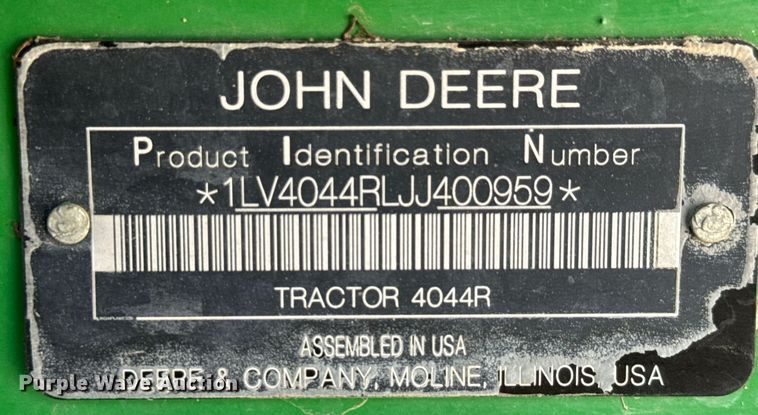 JOHN DEERE
Product Identification Number
*1LV4044RLJJ400959*
TRACTOR 4044R
ASSEMBLED IN USA
DEERE & COMPANY, MOLINE, ILLINOIS, USA
Purple Wave Auction